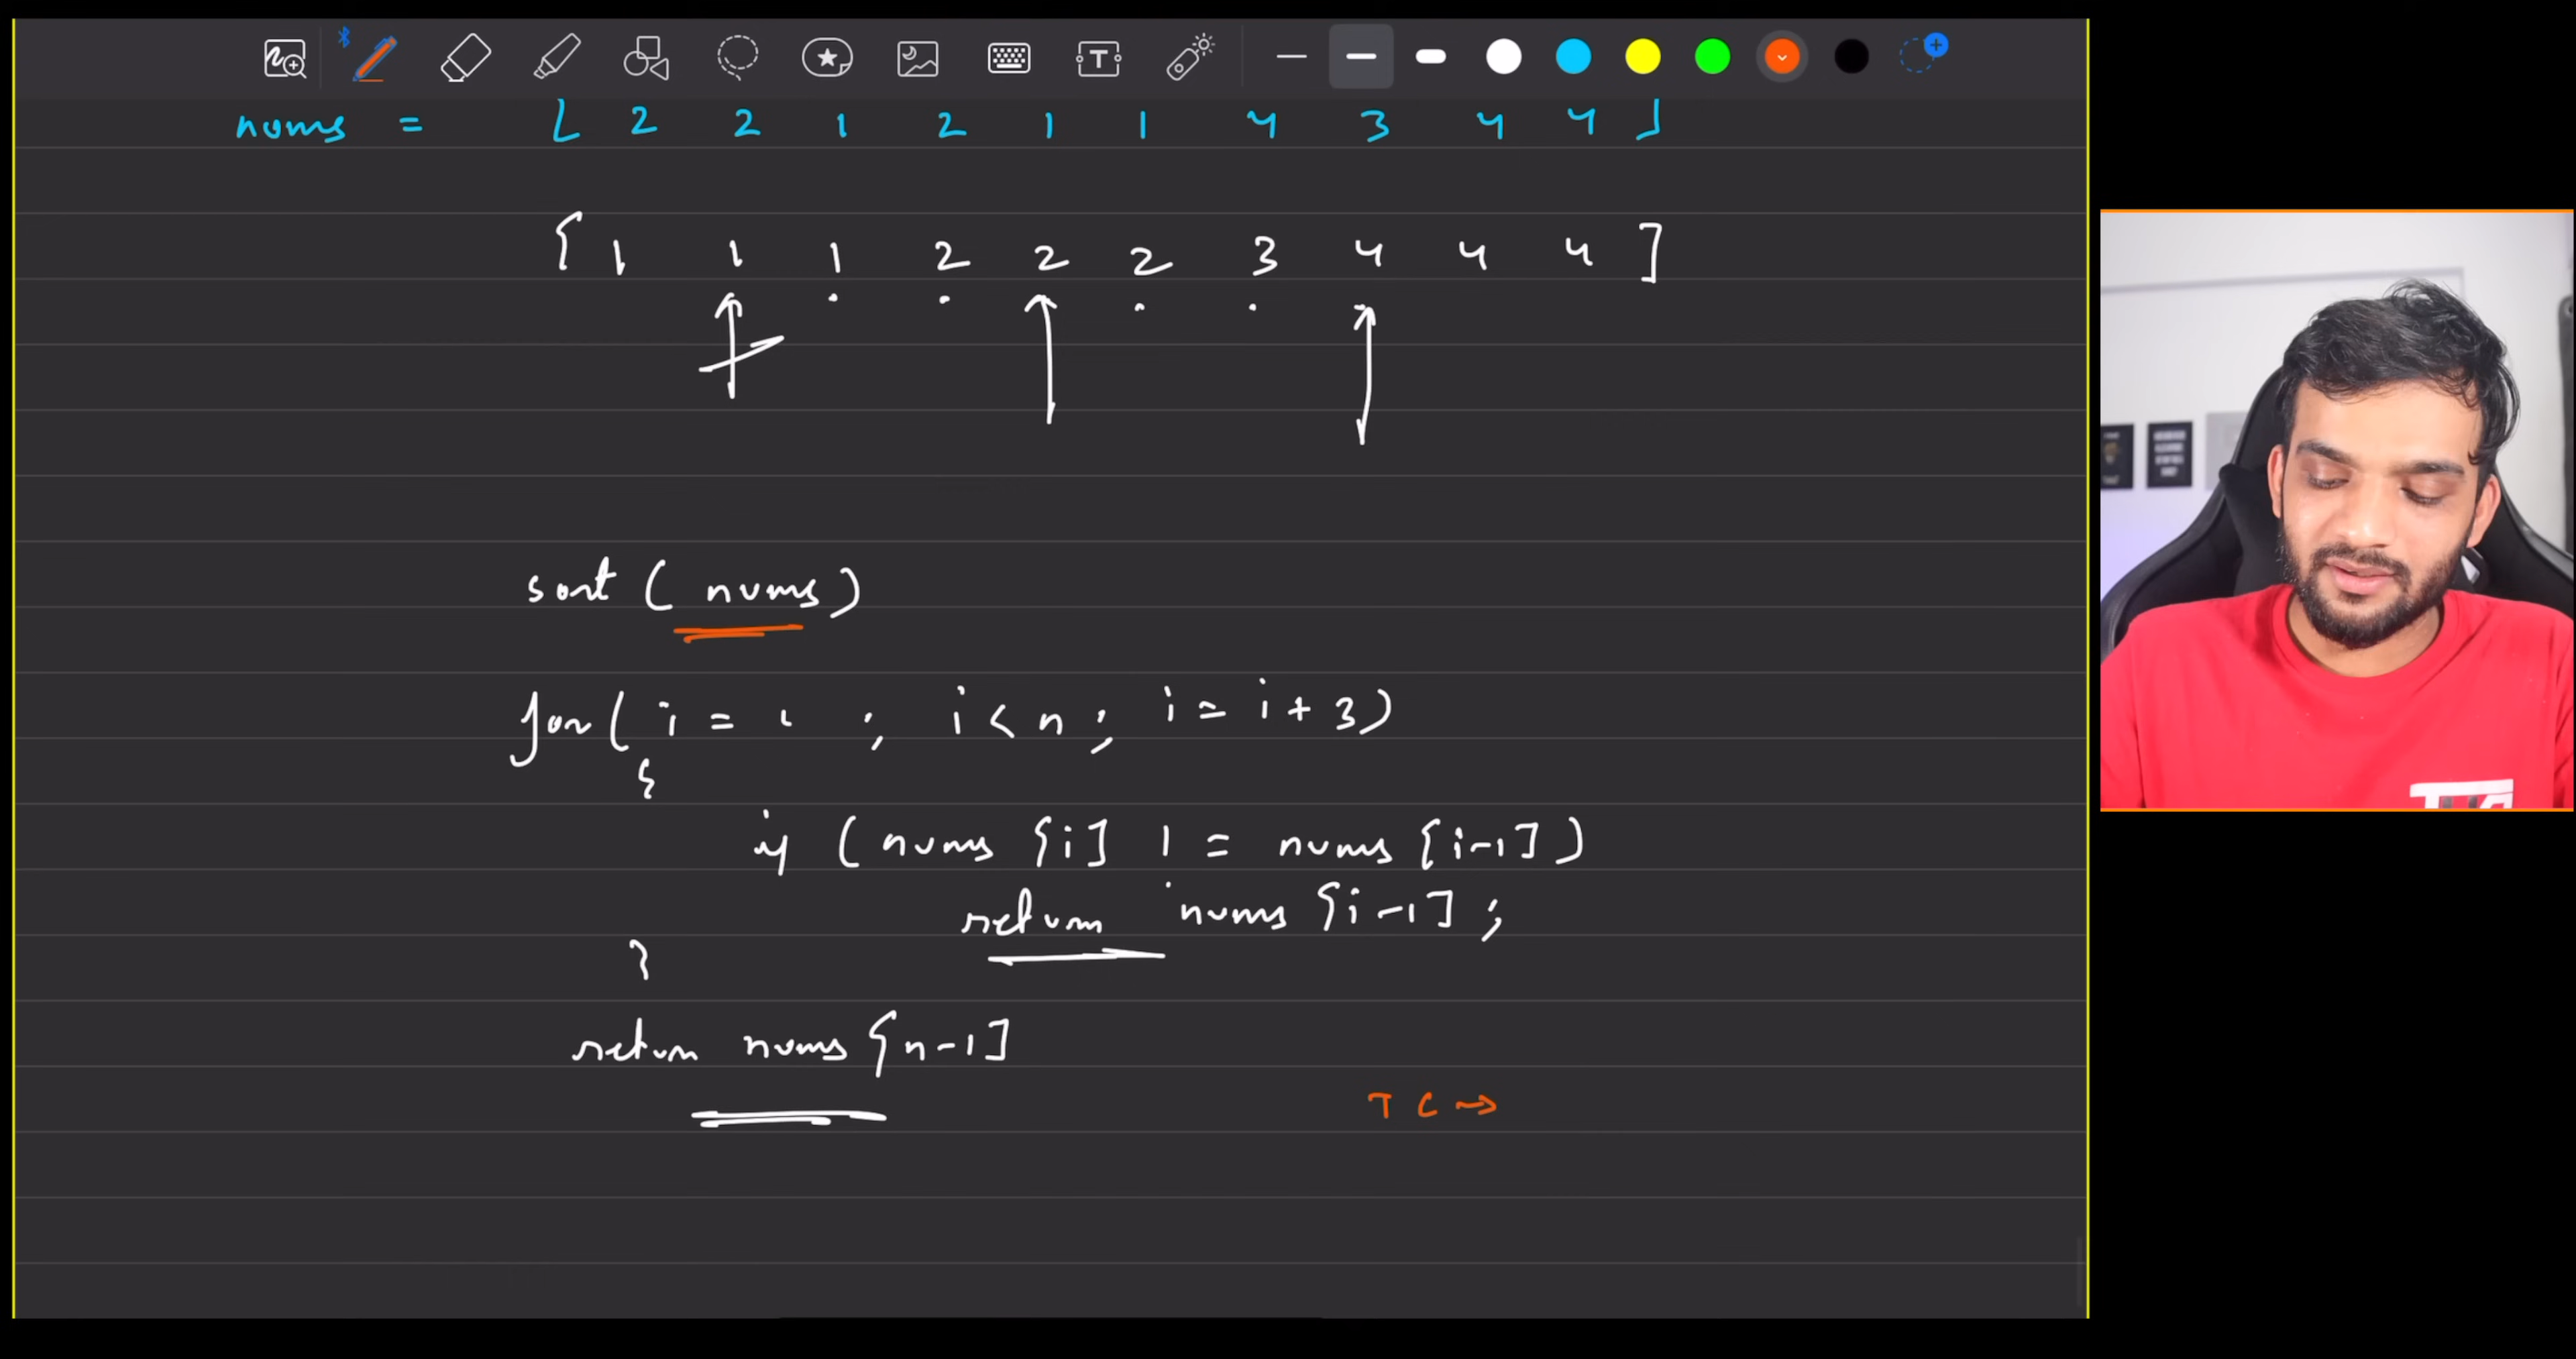 nums = [ 2 2 1 2 1 1 4 3 4 4 ]
[ 1 1 1 2 2 2 3 4 4 4 ]
sort ( nums )
for ( i = 1 ; i < n ; i = i + 3 )
{
if ( nums [i] != nums [i-1] )
return nums [i-1] ;
}
return nums [n-1]
TC →